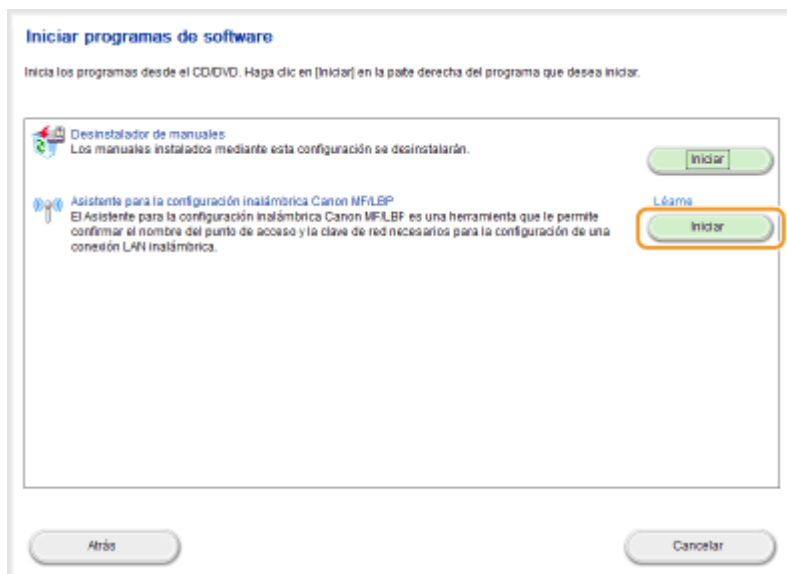 Iniciar programas de software
Inicia los programas desde el CD/DVD. Haga clic en [Iniciar] en la parte derecha del programa que desea iniciar.
Desinstalador de manuales
Los manuales instalados mediante esta configuración se desinstalarán.
Iniciar
Asistente para la configuración inalámbrica Canon MF/LBP
Léame
El Asistente para la configuración inalámbrica Canon MF/LBP es una herramienta que le permite
confirmar el nombre del punto de acceso y la clave de red necesarios para la configuración de una
conexión LAN inalámbrica.
Iniciar
Atrás
Cancelar